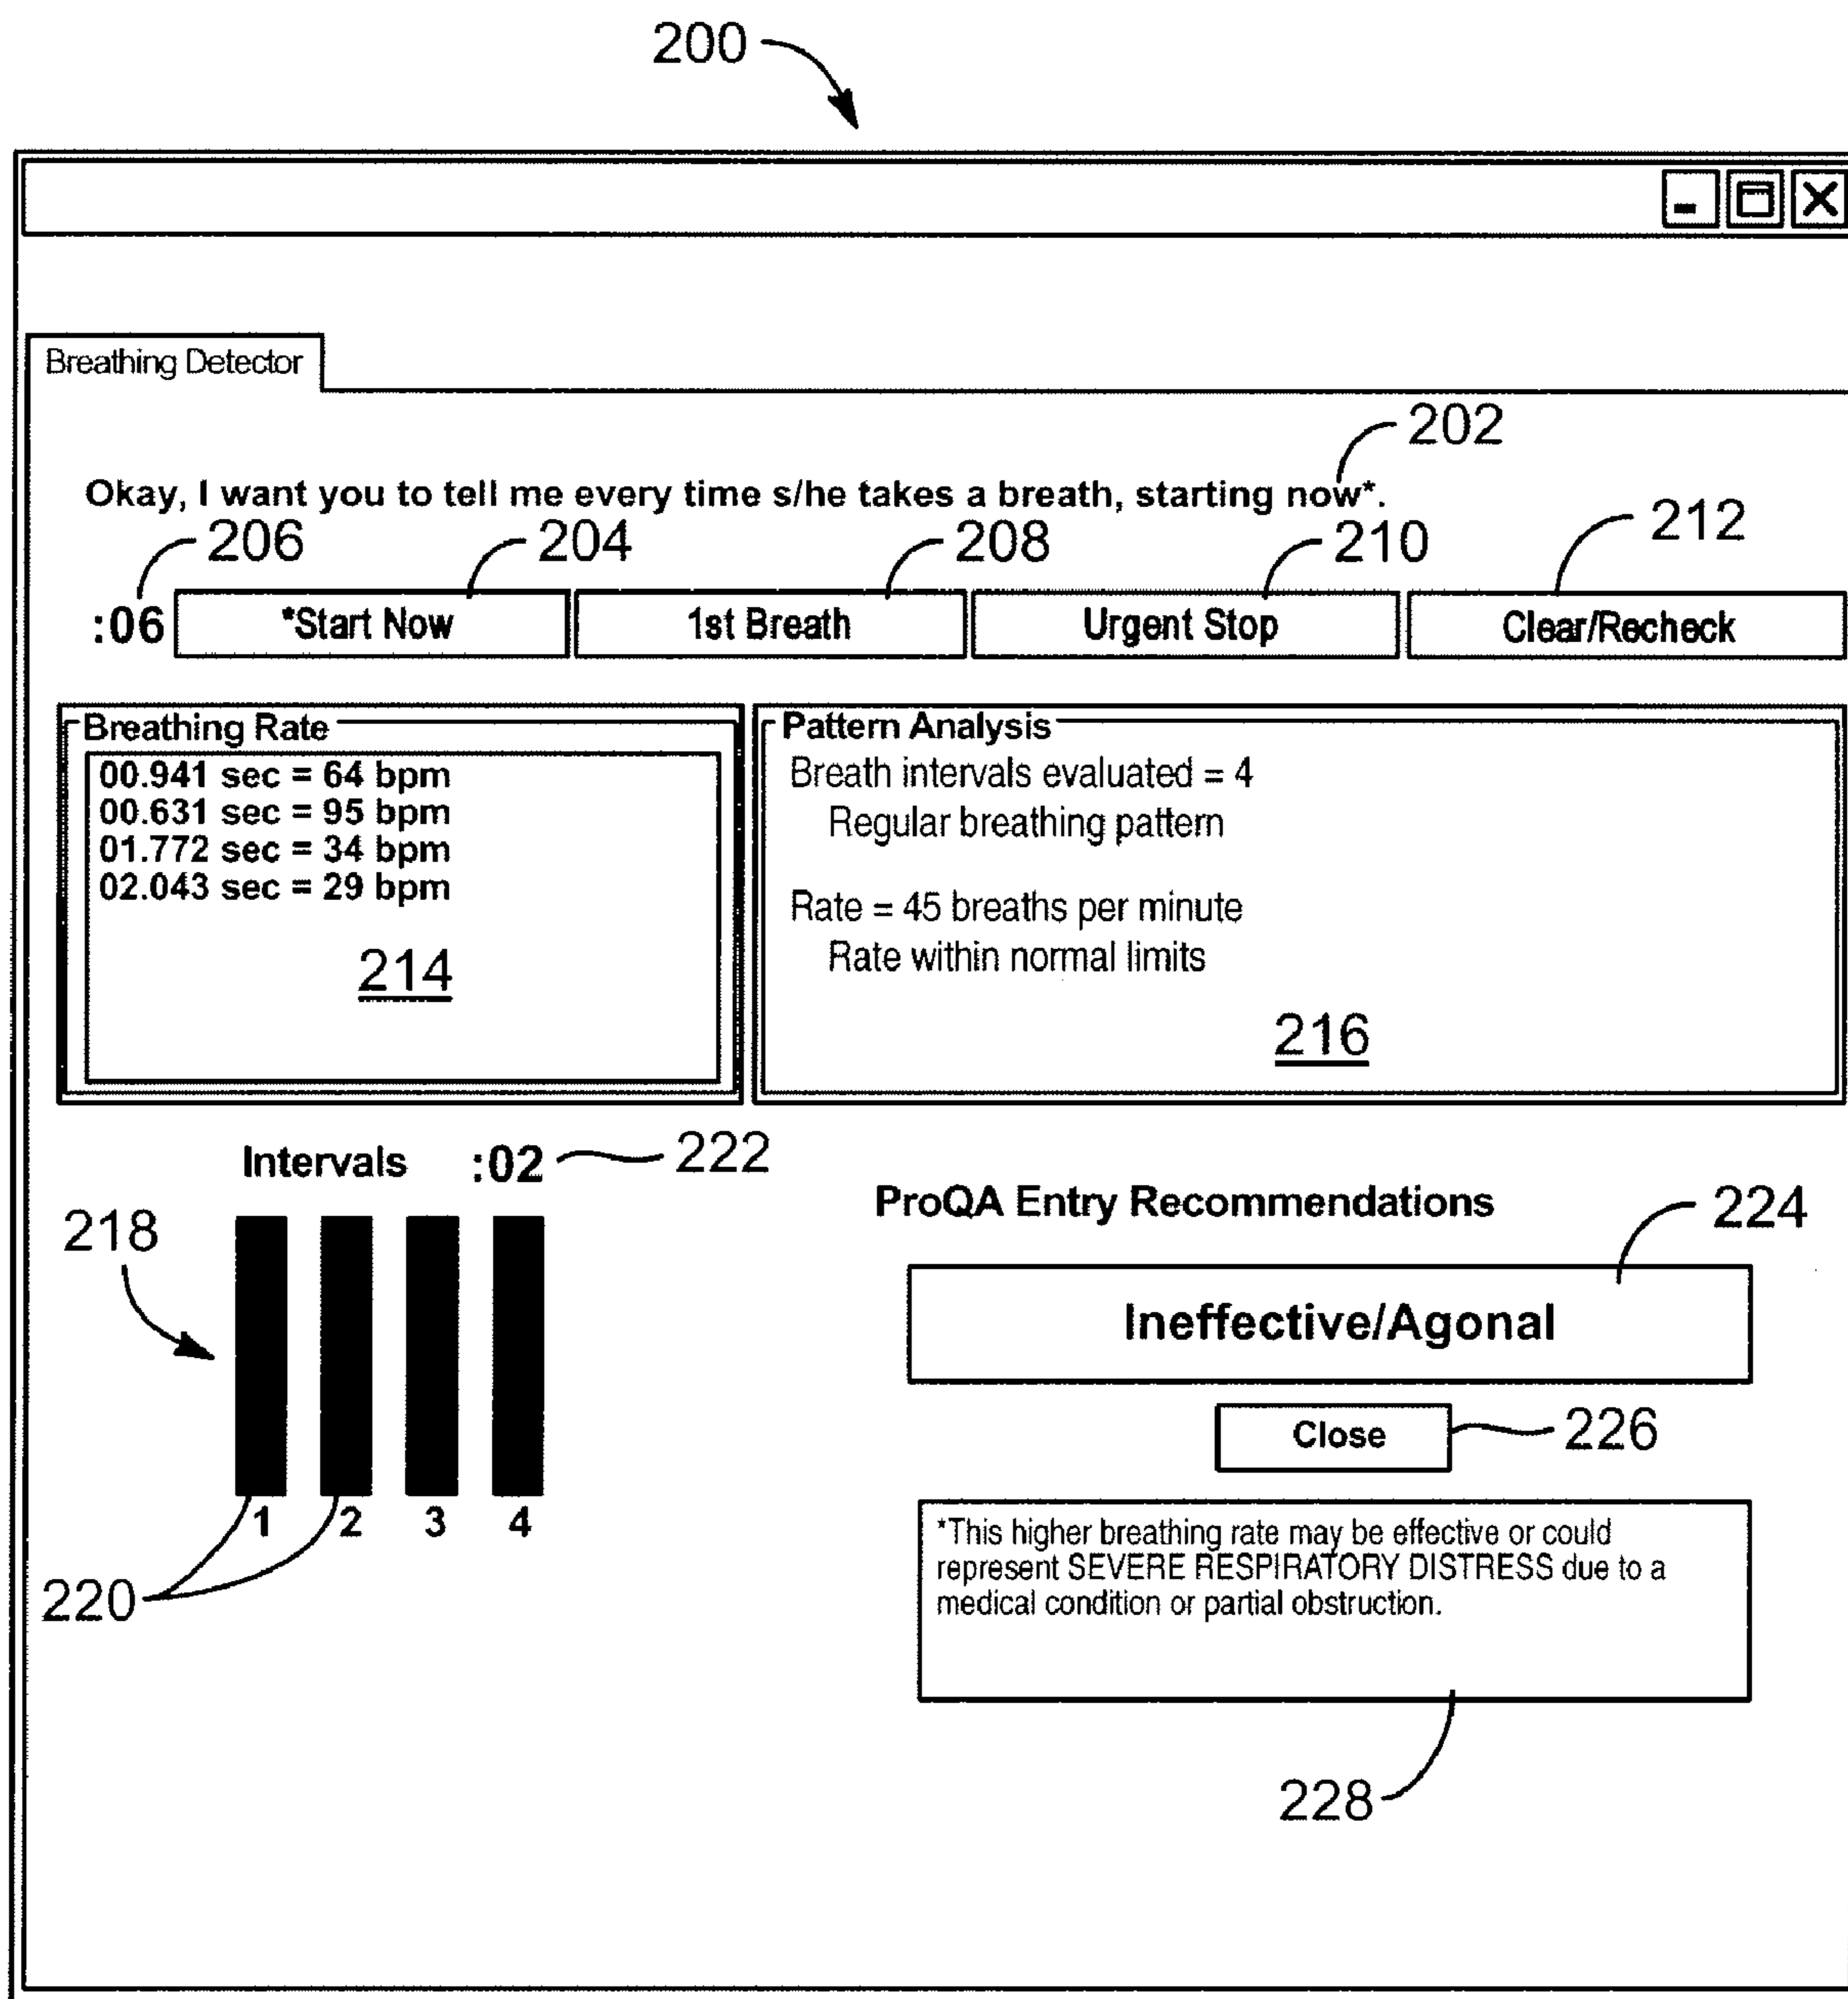 200
Breathing Detector
202
Okay, I want you to tell me every time s/he takes a breath, starting now*.
206 204 208 210 212
:06 *Start Now 1st Breath Urgent Stop Clear/Recheck
Breathing Rate
00.941 sec = 64 bpm
00.631 sec = 95 bpm
01.772 sec = 34 bpm
02.043 sec = 29 bpm
214
Pattern Analysis
Breath intervals evaluated = 4
Regular breathing pattern
Rate = 45 breaths per minute
Rate within normal limits
216
Intervals :02 222
218
1 2 3 4
220
ProQA Entry Recommendations
224
Ineffective/Agonal
Close 226
*This higher breathing rate may be effective or could
represent SEVERE RESPIRATORY DISTRESS due to a
medical condition or partial obstruction.
228